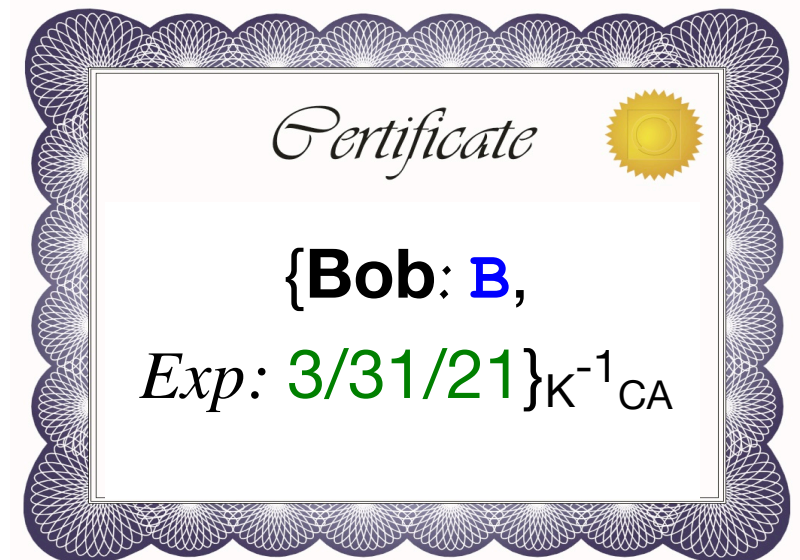 Certificate
{Bob: B,
Exp: 3/31/21}K-1CA